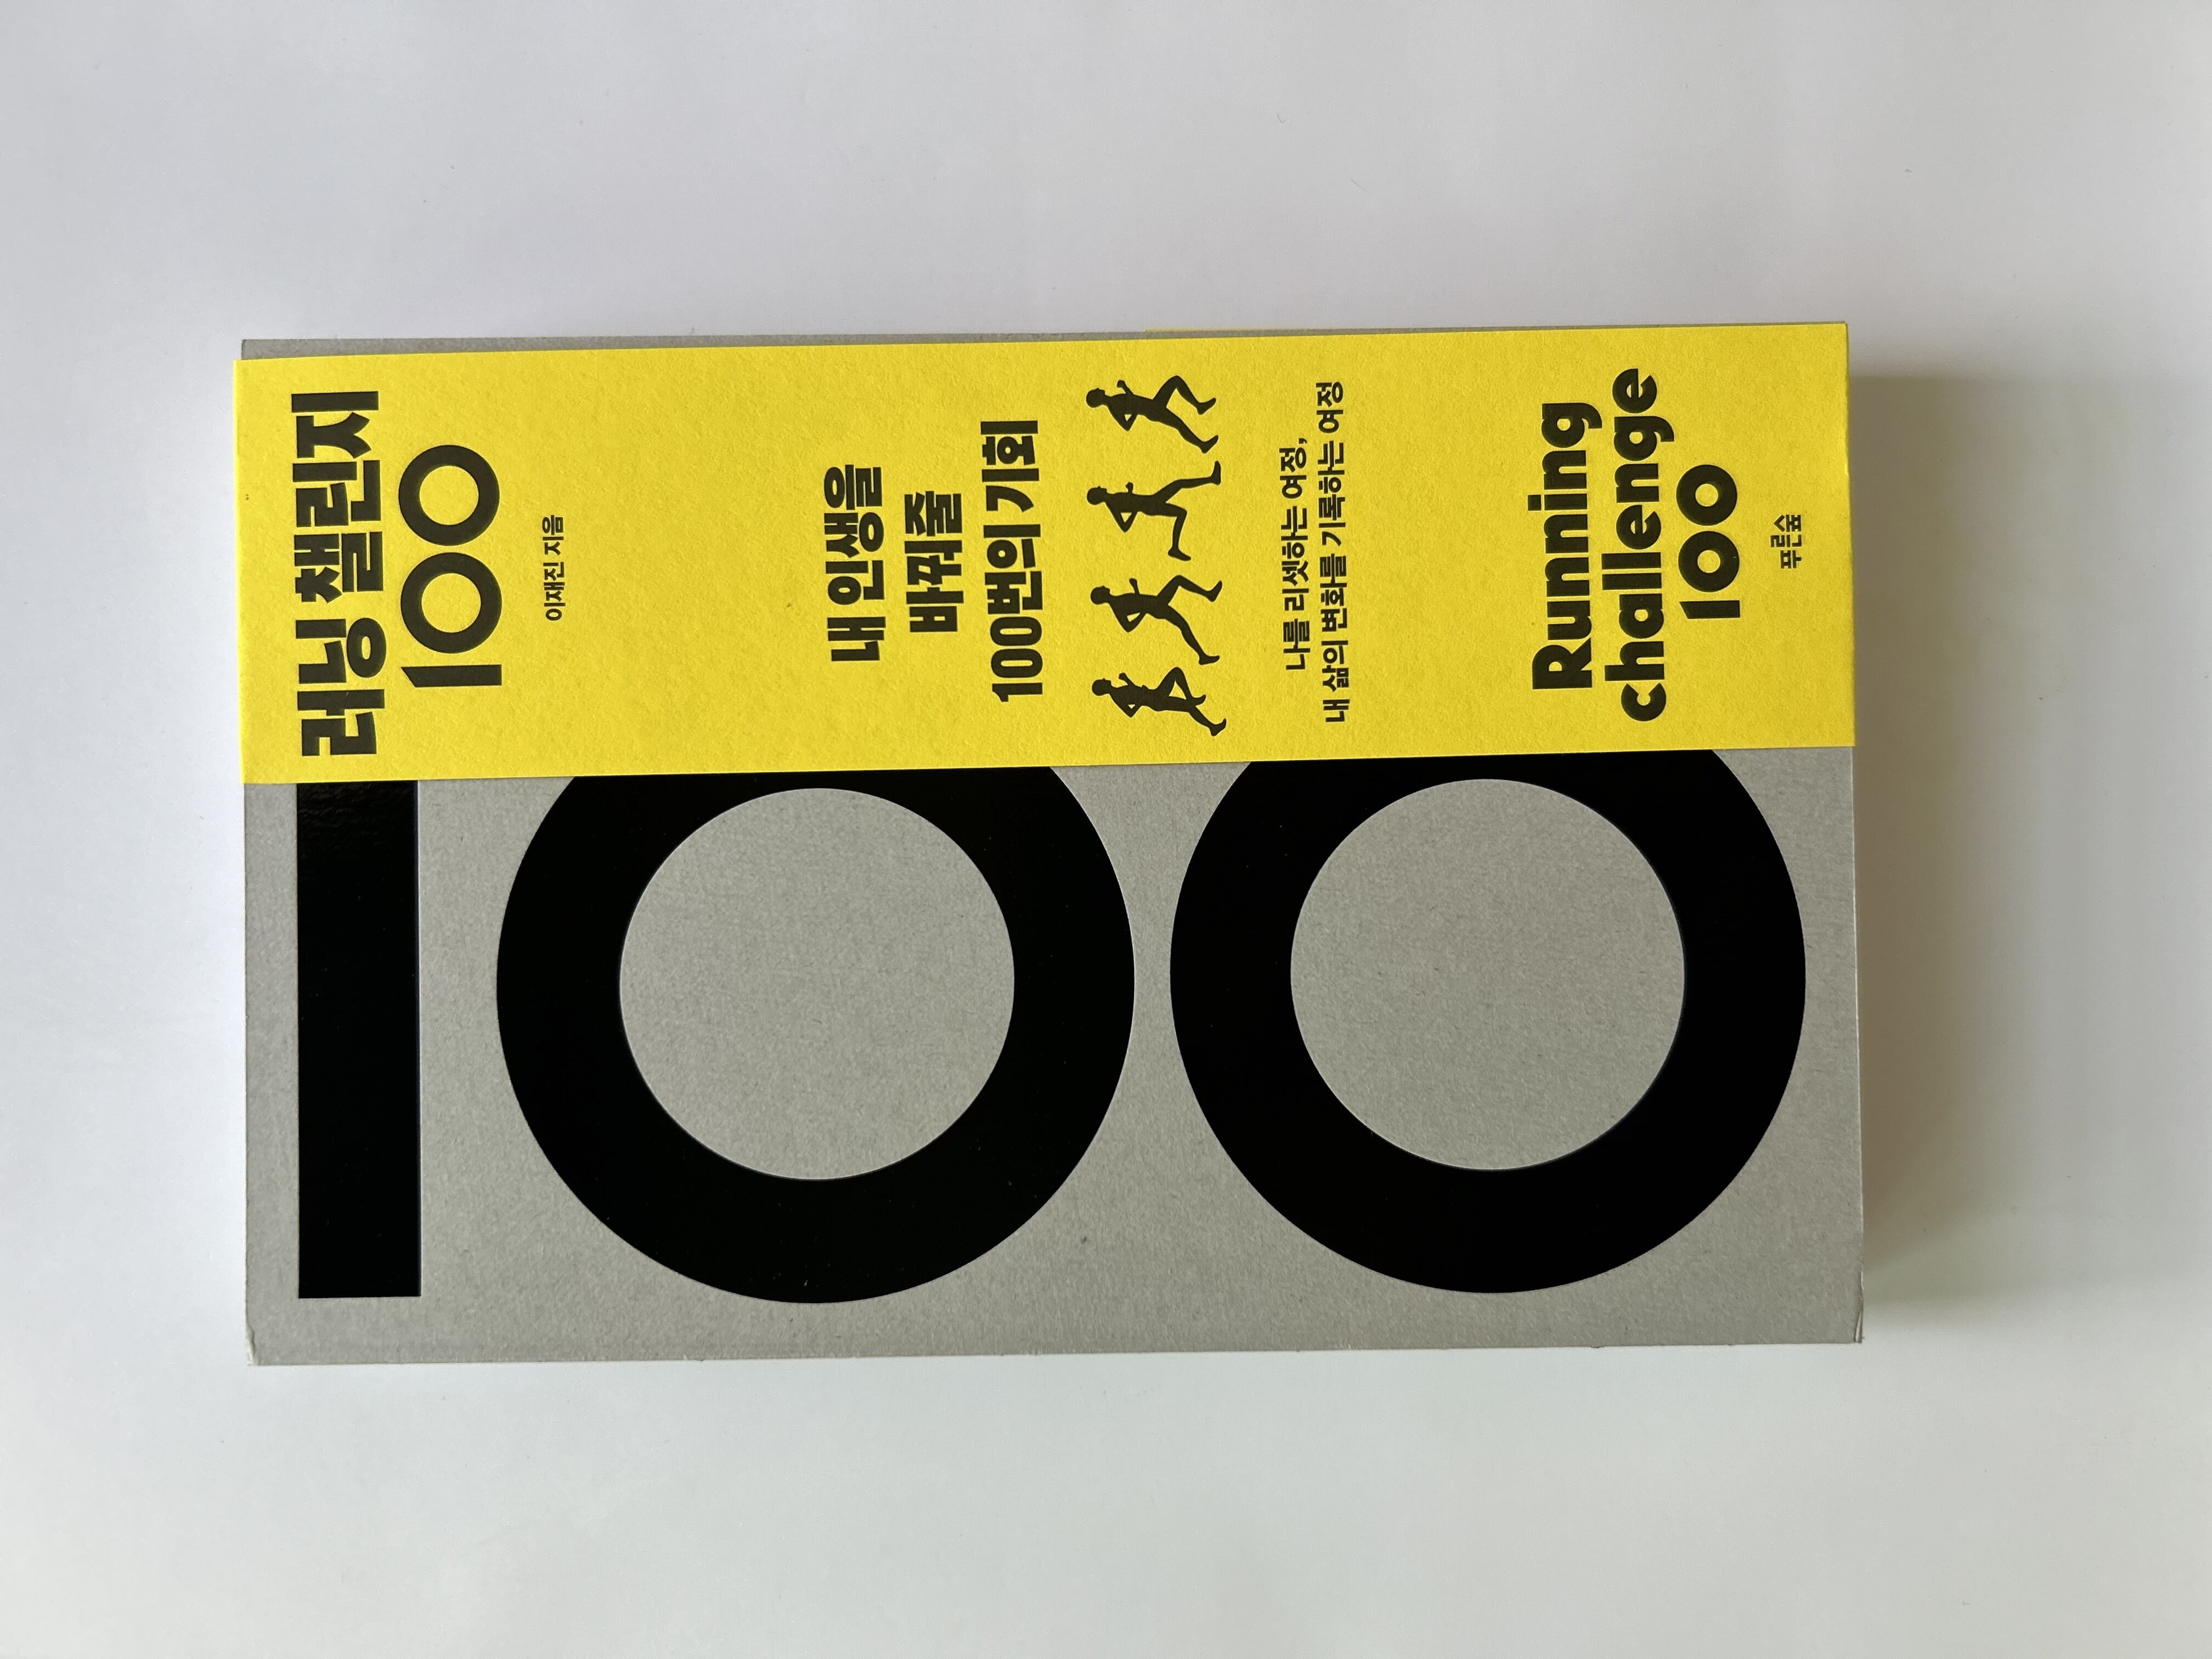 러닝 챌린지
100
이재진 지음
내 인생을
바꿔줄
100번의 기회
나를 리셋하는 여정,
내 삶의 변화를 기록하는 여정
Running
challenge
100
푸른숲
100